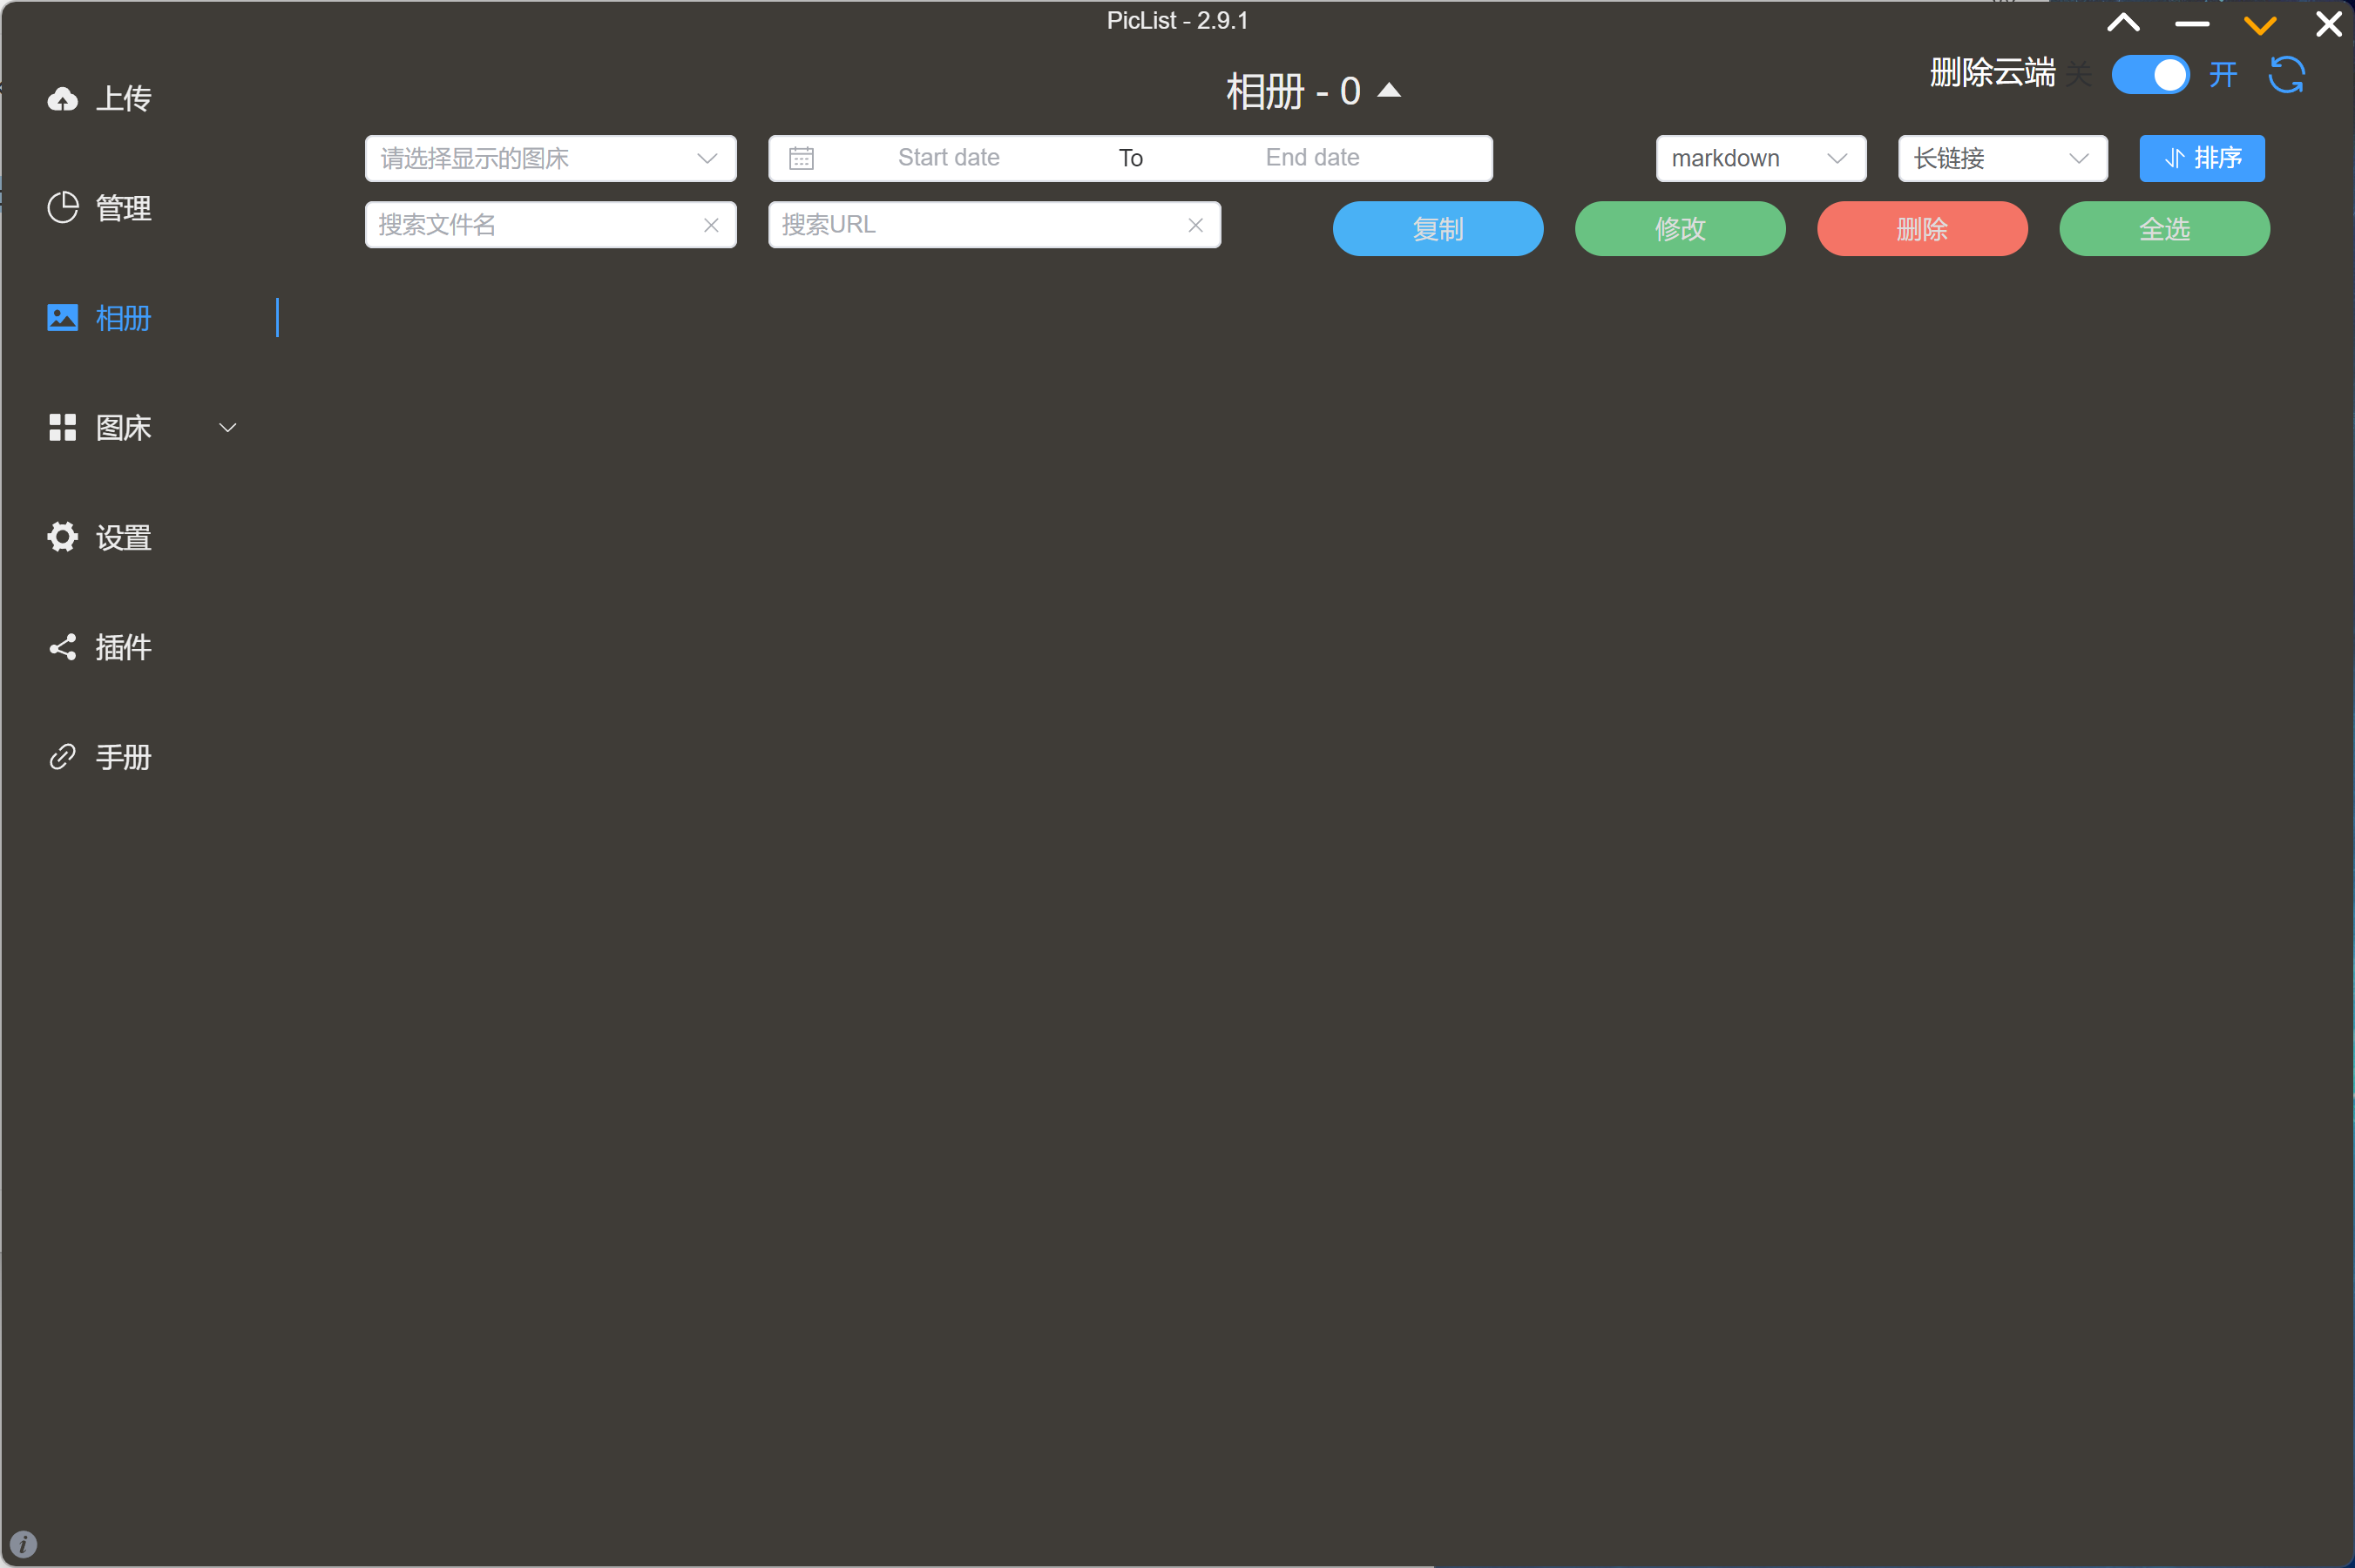 PicList - 2.9.1
上传
管理
相册
图床
设置
插件
手册
相册 - 0
删除云端 关 开
请选择显示的图床
Start date To End date
markdown
长链接
排序
搜索文件名
搜索URL
复制
修改
删除
全选